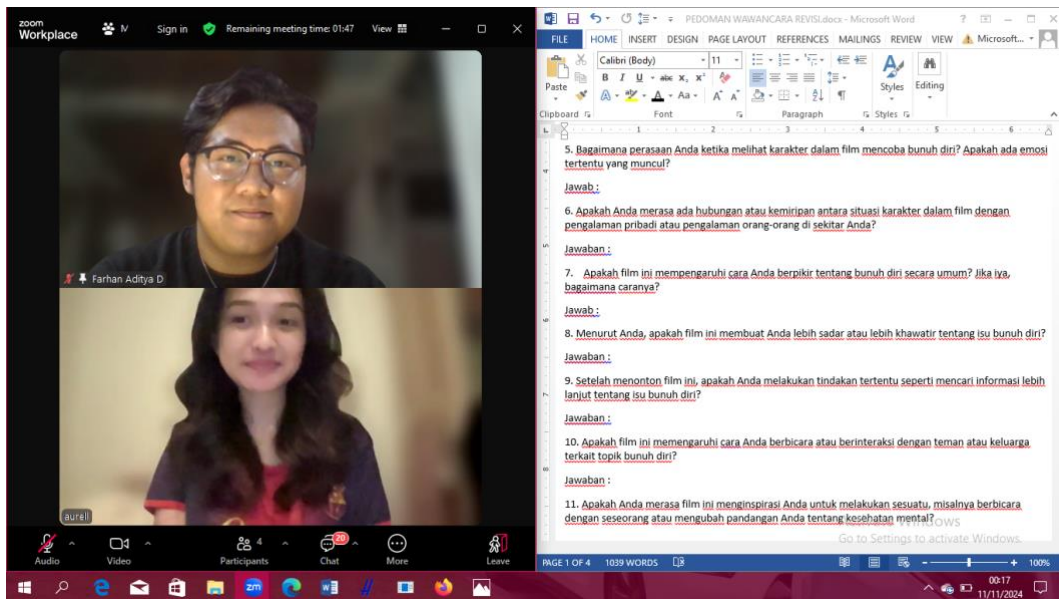 zoom
Workplace
M
Sign in
Remaining meeting time: 01:47
View
Farhan Aditya D
aurell
Audio
Video
4
Participants
20
Chat
More
Leave
PEDOMAN WAWANCARA REVISI.docx - Microsoft Word
FILE HOME INSERT DESIGN PAGE LAYOUT REFERENCES MAILINGS REVIEW VIEW Microsoft...
Calibri (Body) 11
Paste
Styles
Editing
Clipboard Font Paragraph Styles
5. Bagaimana perasaan Anda ketika melihat karakter dalam film mencoba bunuh diri? Apakah ada emosi
tertentu yang muncul?
Jawab :
6. Apakah Anda merasa ada hubungan atau kemiripan antara situasi karakter dalam film dengan
pengalaman pribadi atau pengalaman orang-orang di sekitar Anda?
Jawaban :
7. Apakah film ini mempengaruhi cara Anda berpikir tentang bunuh diri secara umum? Jika iya,
bagaimana caranya?
Jawab :
8. Menurut Anda, apakah film ini membuat Anda lebih sadar atau lebih khawatir tentang isu bunuh diri?
Jawaban :
9. Setelah menonton film ini, apakah Anda melakukan tindakan tertentu seperti mencari informasi lebih
lanjut tentang isu bunuh diri?
Jawaban :
10. Apakah film ini memengaruhi cara Anda berbicara atau berinteraksi dengan teman atau keluarga
terkait topik bunuh diri?
Jawaban :
11. Apakah Anda merasa film ini menginspirasi Anda untuk melakukan sesuatu, misalnya berbicara
dengan seseorang atau mengubah pandangan Anda tentang kesehatan mental?
Go to Settings to activate Windows.
PAGE 1 OF 4 1039 WORDS
100%
00:17
11/11/2024